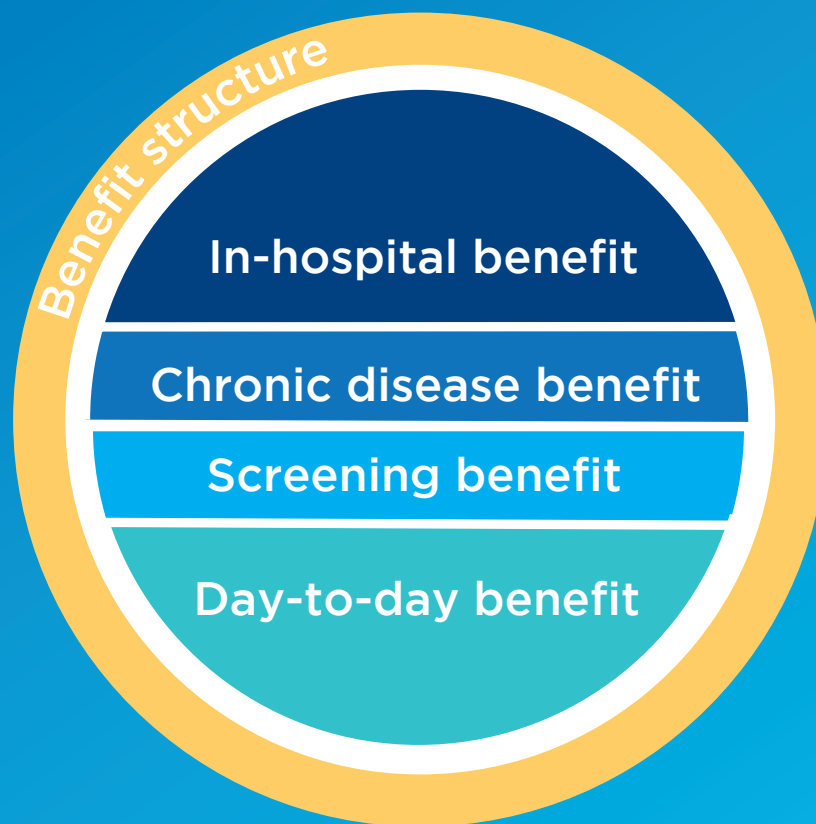 Benefit structure
In-hospital benefit
Chronic disease benefit
Screening benefit
Day-to-day benefit